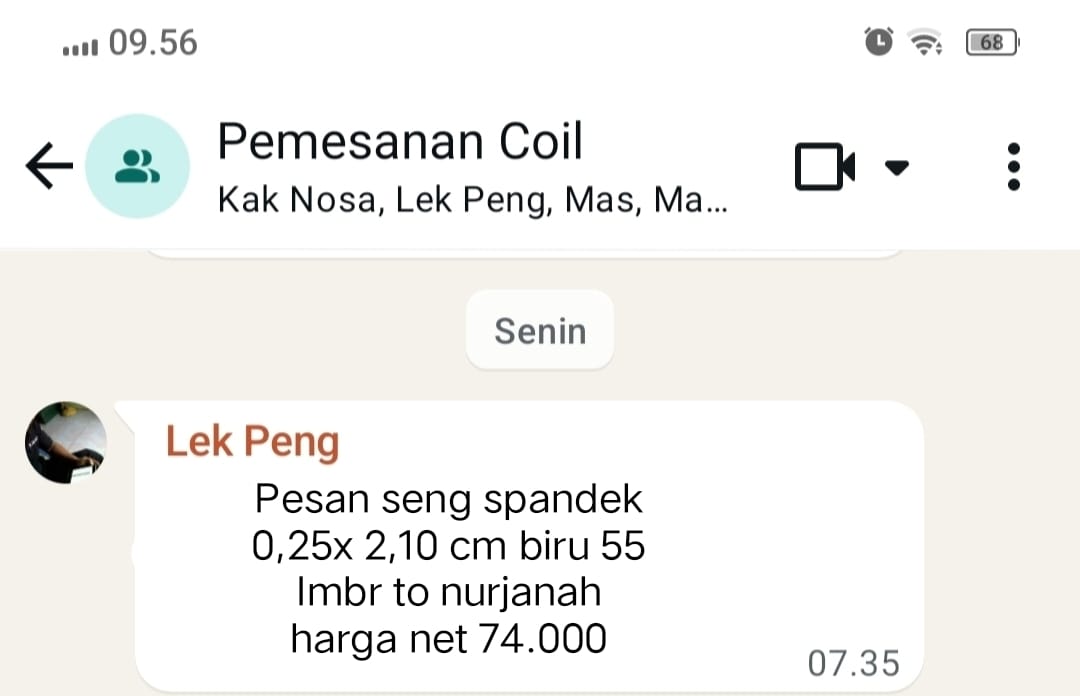 09.56
68
Pemesanan Coil
Kak Nosa, Lek Peng, Mas, Ma...
Senin
Lek Peng
Pesan seng spandek
0,25x 2,10 cm biru 55
lmbr to nurjanah
harga net 74.000
07.35